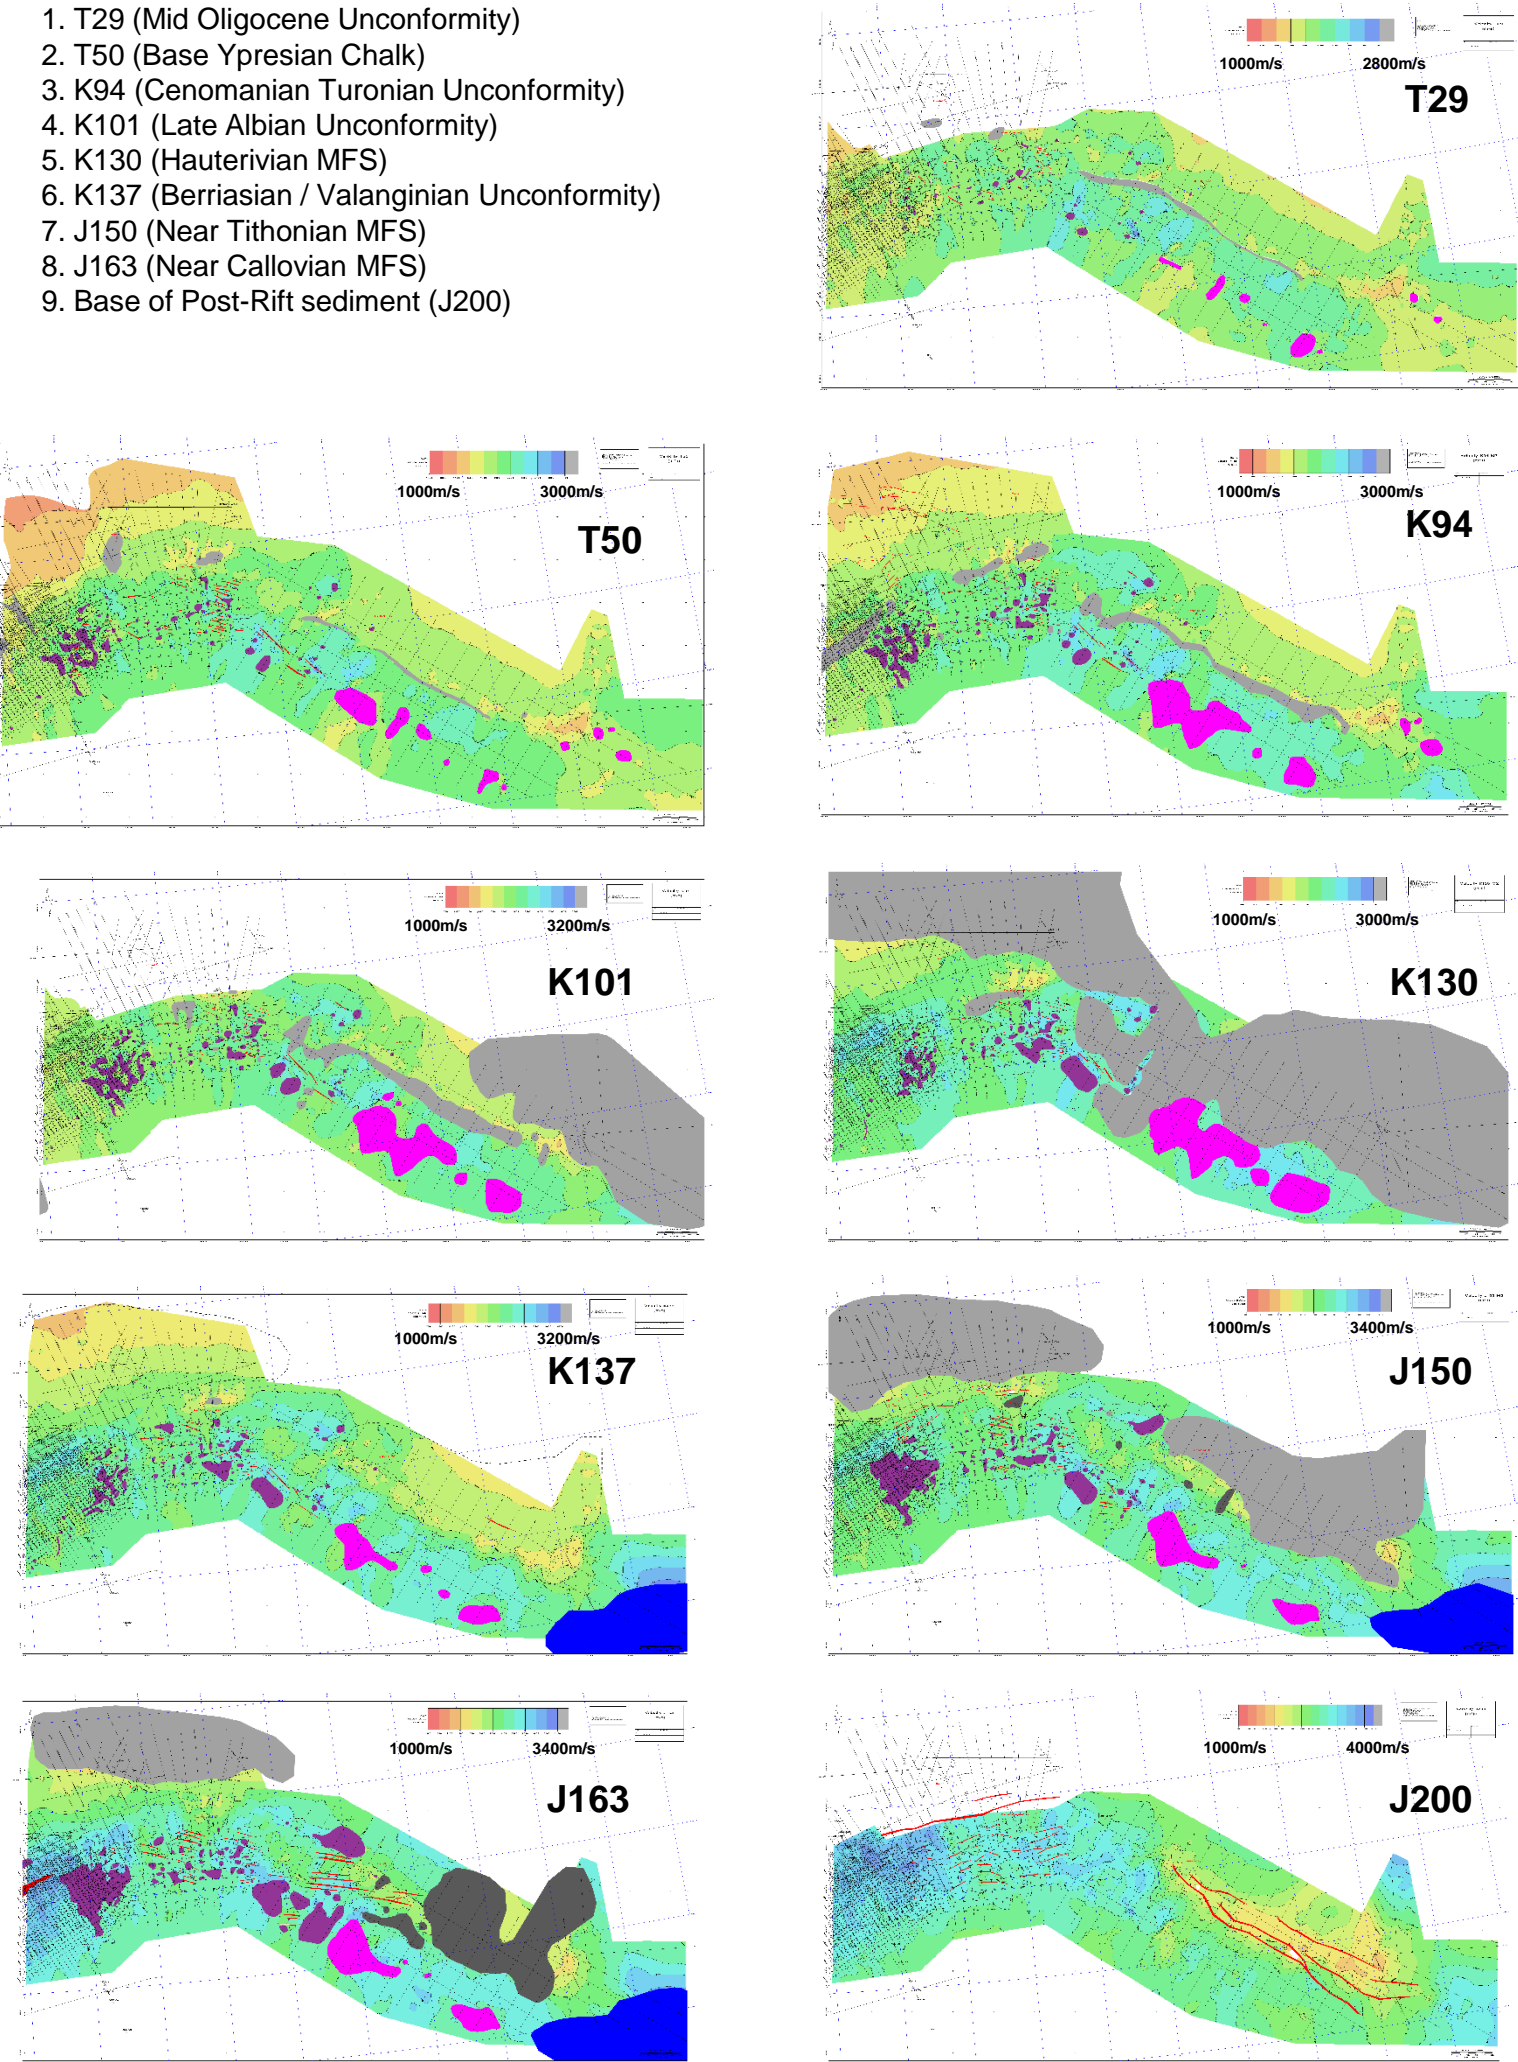 1. T29 (Mid Oligocene Unconformity)
2. T50 (Base Ypresian Chalk)
3. K94 (Cenomanian Turonian Unconformity)
4. K101 (Late Albian Unconformity)
5. K130 (Hauterivian MFS)
6. K137 (Berriasian / Valanginian Unconformity)
7. J150 (Near Tithonian MFS)
8. J163 (Near Callovian MFS)
9. Base of Post-Rift sediment (J200)
1000m/s 2800m/s
T29
1000m/s 3000m/s
T50
1000m/s 3000m/s
K94
1000m/s 3200m/s
K101
1000m/s 3000m/s
K130
1000m/s 3200m/s
K137
1000m/s 3400m/s
J150
1000m/s 3400m/s
J163
1000m/s 4000m/s
J200